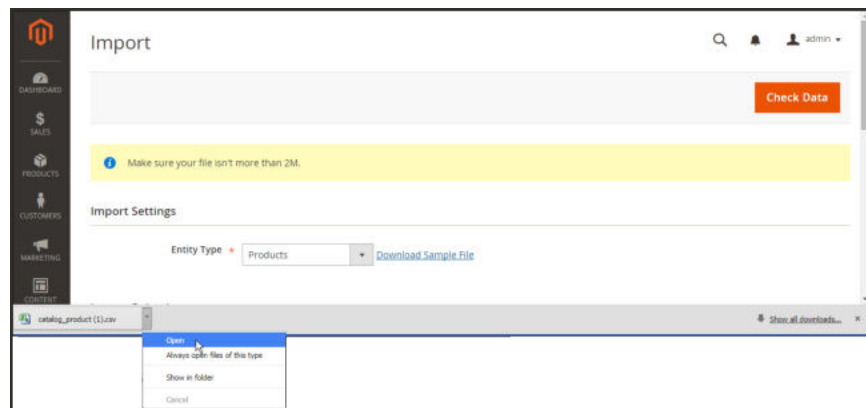 Import
admin
DASHBOARD
Check Data
$
SALES
Make sure your file isn't more than 2M.
PRODUCTS
CUSTOMERS
Import Settings
MARKETING
Entity Type * Products Download Sample File
CONTENT
catalog_product (1).csv
Show all downloads...
Open
Always open files of this type
Show in folder
Cancel